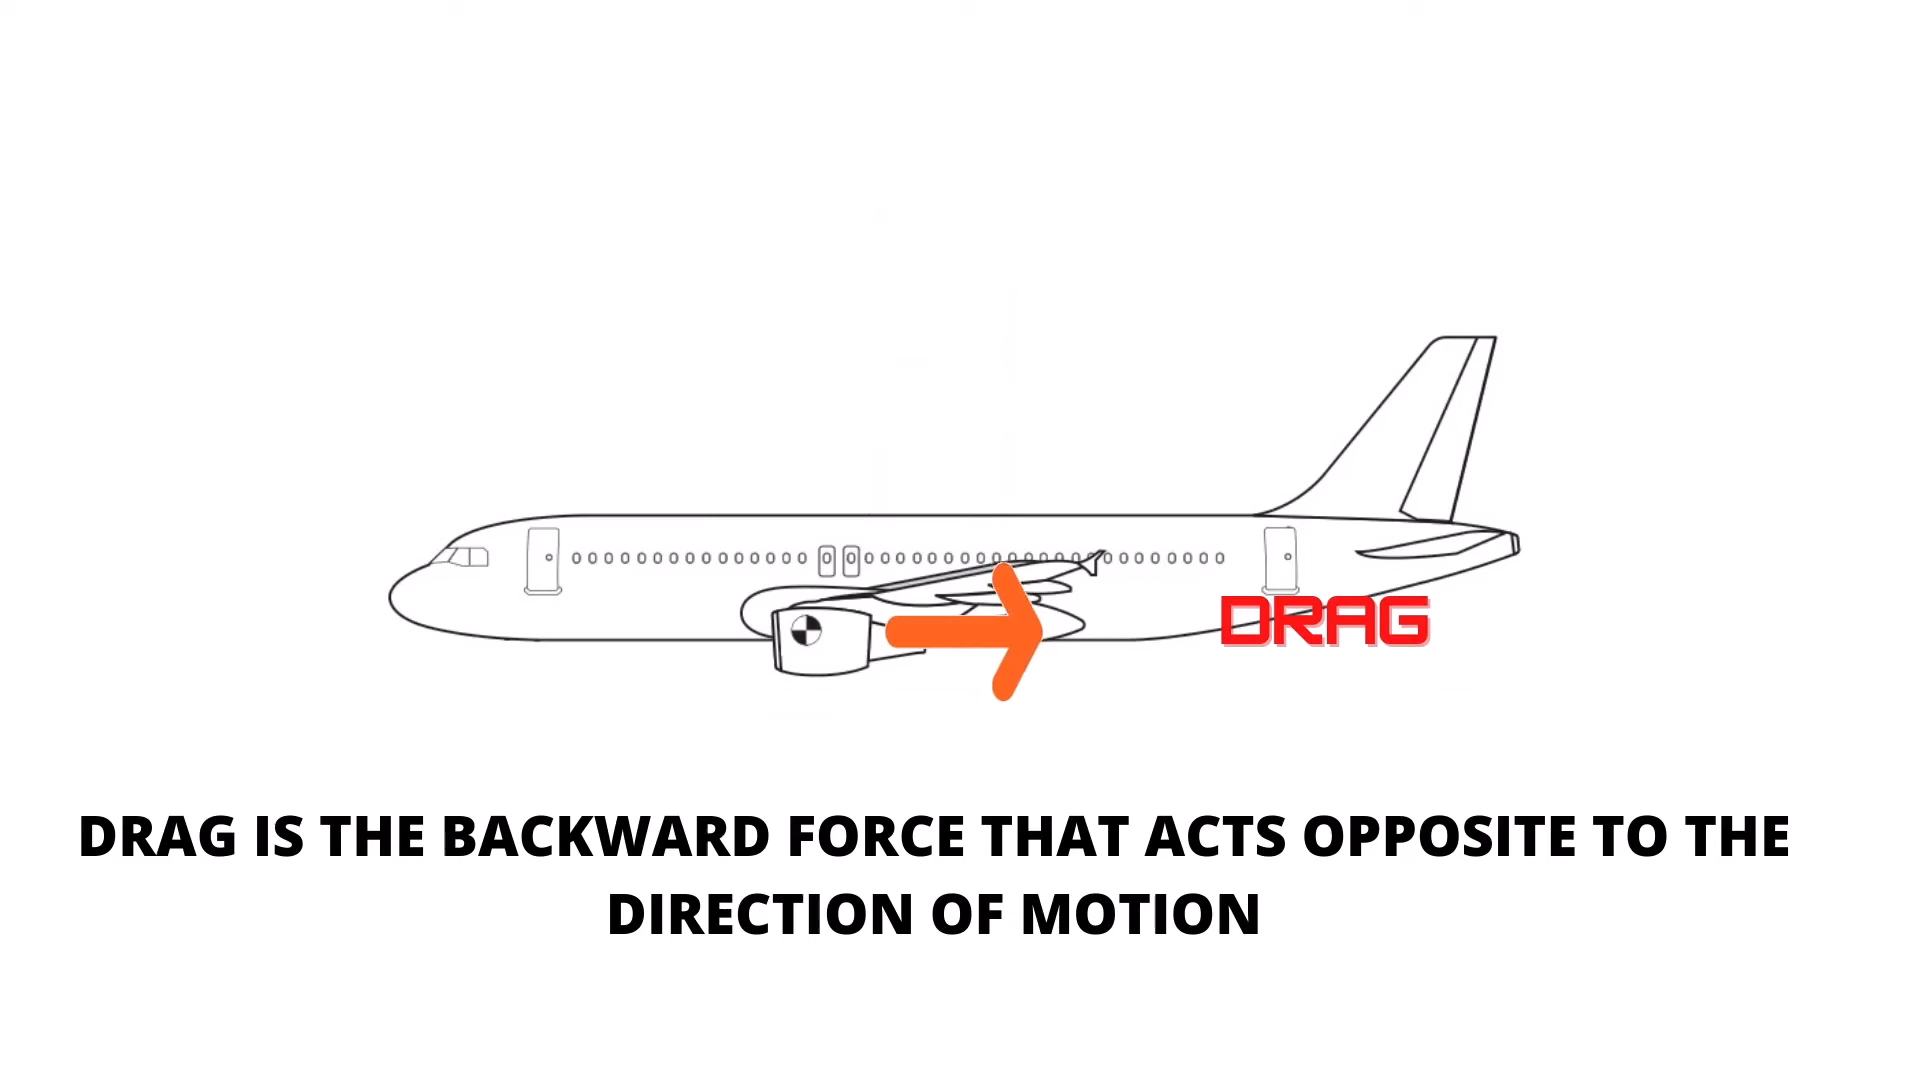 DRAG
DRAG IS THE BACKWARD FORCE THAT ACTS OPPOSITE TO THE
DIRECTION OF MOTION